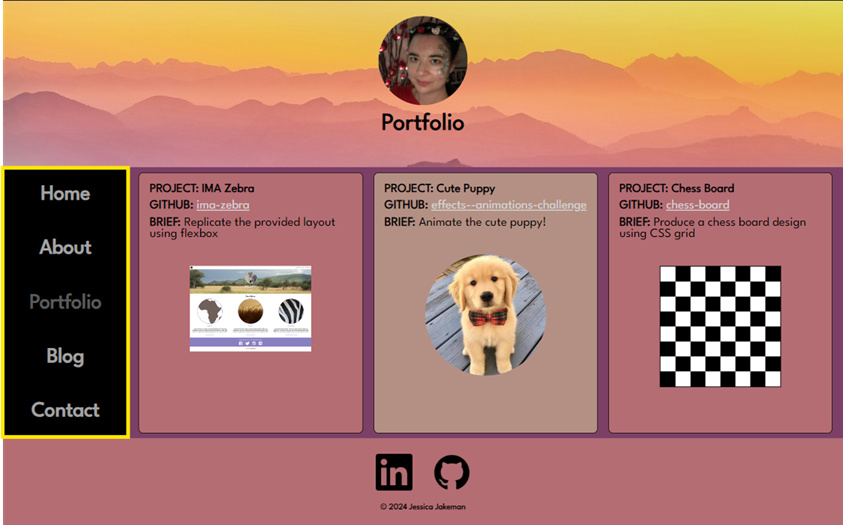 Portfolio
Home
About
Portfolio
Blog
Contact
PROJECT: IMA Zebra
GITHUB: ima-zebra
BRIEF: Replicate the provided layout
using flexbox
PROJECT: Cute Puppy
GITHUB: effects--animations-challenge
BRIEF: Animate the cute puppy!
PROJECT: Chess Board
GITHUB: chess-board
BRIEF: Produce a chess board design
using CSS grid
in
© 2024 Jessica Jakeman